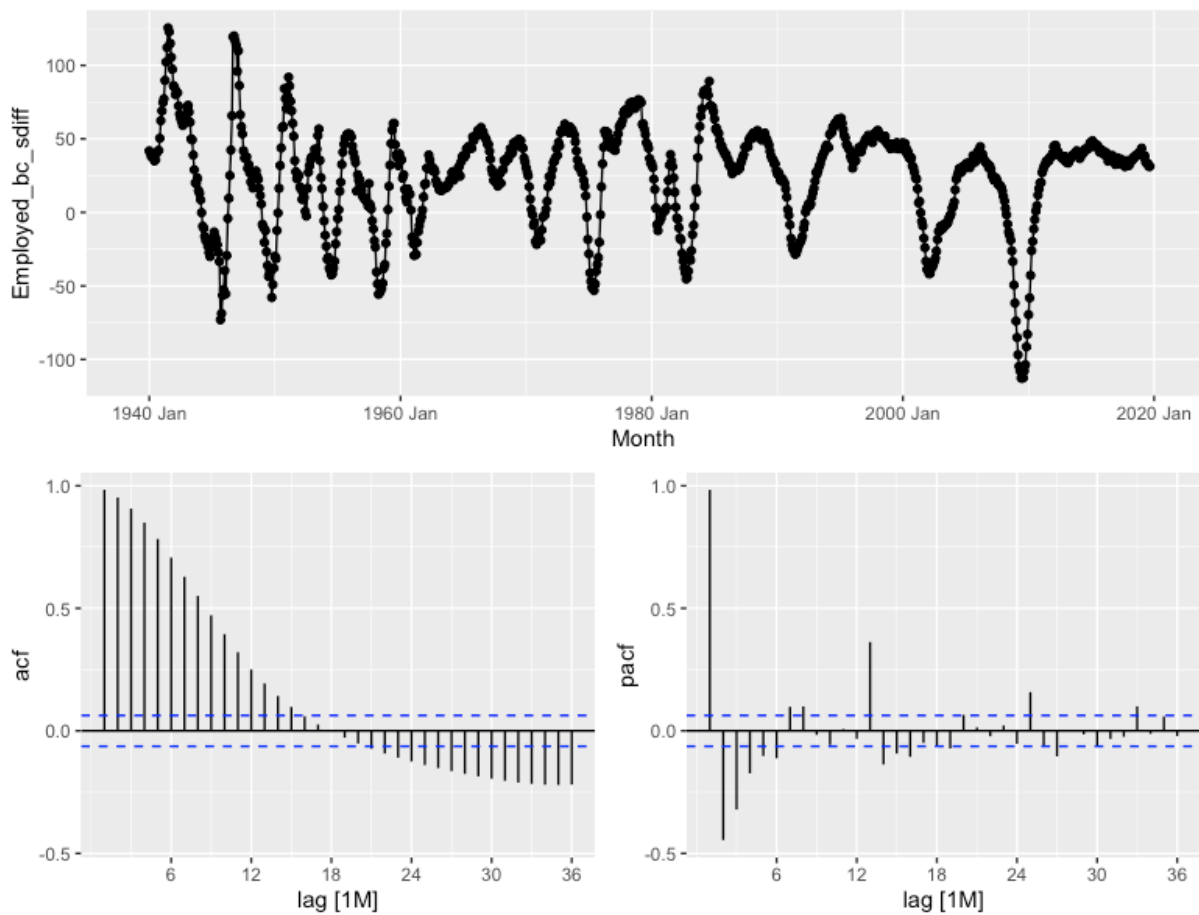 Employed_bc_sdiff
100
50
0
-50
-100
1940 Jan 1960 Jan 1980 Jan 2000 Jan 2020 Jan
Month
acf
1.0
0.5
0.0
-0.5
6 12 18 24 30 36
lag [1M]
pacf
1.0
0.5
0.0
-0.5
6 12 18 24 30 36
lag [1M]